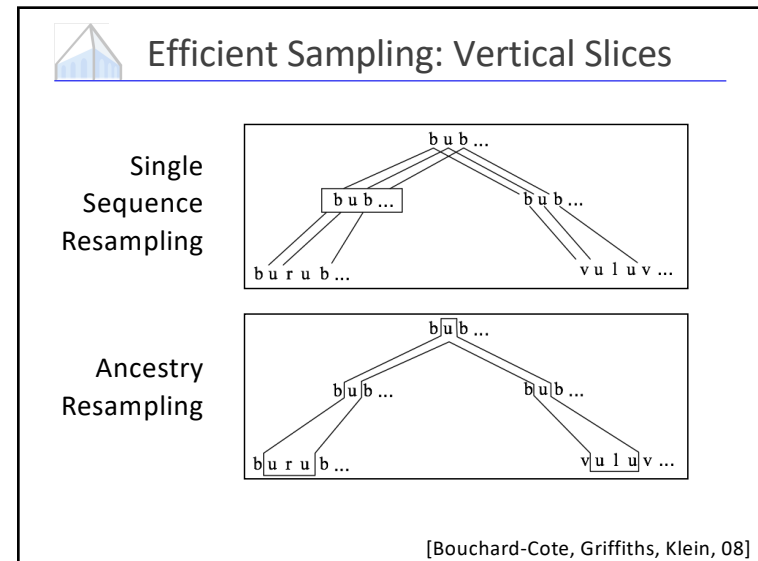 Efficient Sampling: Vertical Slices
Single
Sequence
Resampling
b u b ...
b u b ...
b u b ...
b u r u b ...
v u l u v ...
Ancestry
Resampling
b u b ...
b u b ...
b u b ...
b u r u b ...
v u l u v ...
[Bouchard-Cote, Griffiths, Klein, 08]